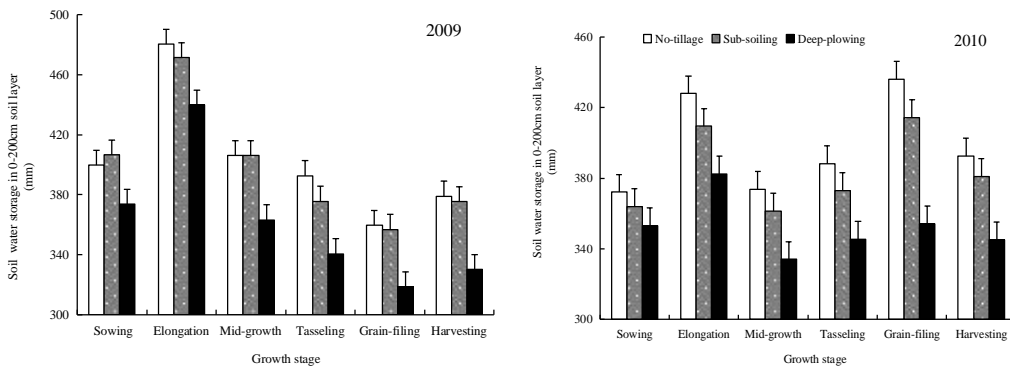 2009
500
460
420
380
340
300
Soil water storage in 0-200cm soil layer
(mm)
Sowing Elongation Mid-growth Tasseling Grain-filing Harvesting
Growth stage
No-tillage Sub-soiling Deep-plowing
2010
460
420
380
340
300
Soil water storage in 0-200cm soil layer
(mm)
Sowing Elongation Mid-growth Tasseling Grain-filing Harvesting
Growth stage